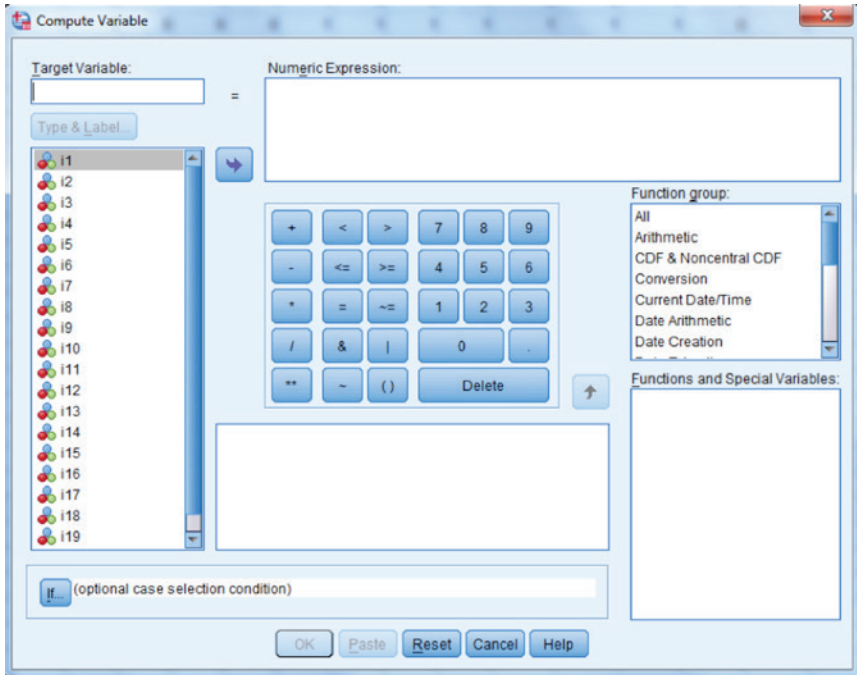 Compute Variable
Target Variable:
Numeric Expression:
=
Type & Label...
i1
i2
i3
i4
i5
i6
i7
i8
i9
i10
i11
i12
i13
i14
i15
i16
i17
i18
i19
+ < > 7 8 9
- <= >= 4 5 6
* = ~= 1 2 3
/ & | 0 .
** ~ ( ) Delete
Function group:
All
Arithmetic
CDF & Noncentral CDF
Conversion
Current Date/Time
Date Arithmetic
Date Creation
Functions and Special Variables:
If... (optional case selection condition)
OK Paste Reset Cancel Help